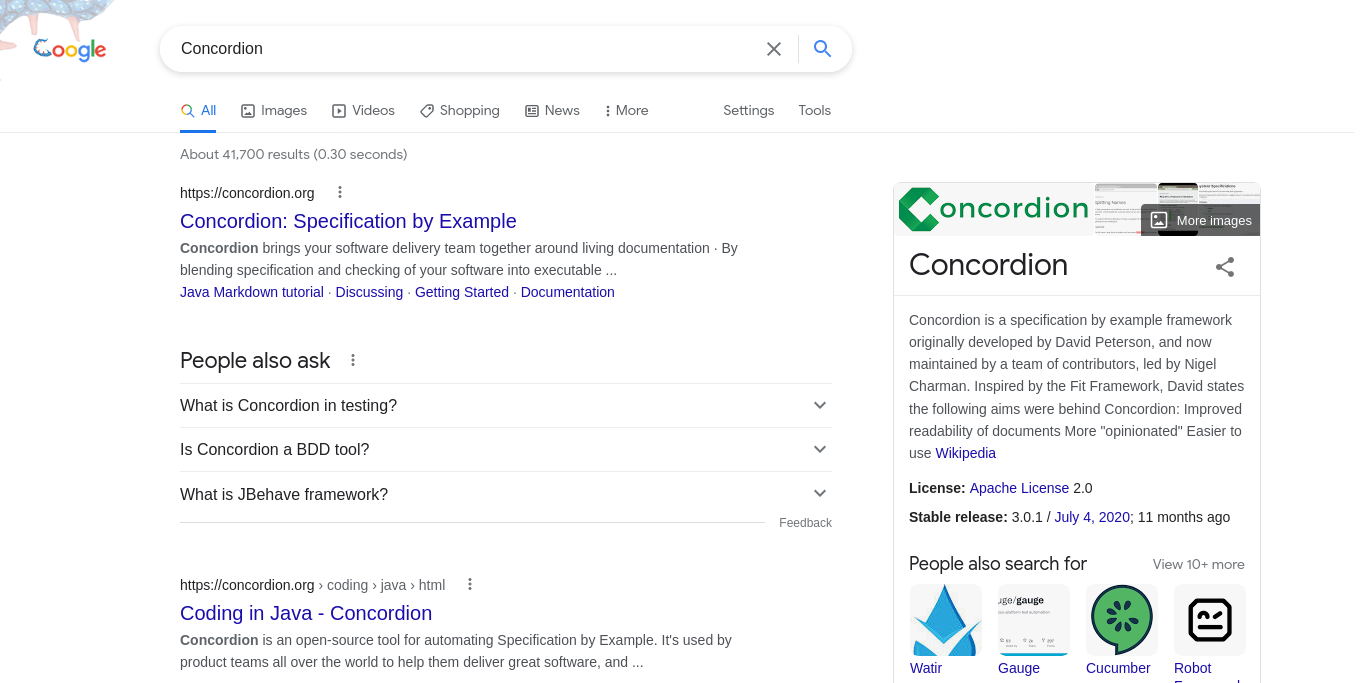 Google
Concordion
All Images Videos Shopping News More Settings Tools
About 41,700 results (0.30 seconds)
https://concordion.org
Concordion: Specification by Example
Concordion brings your software delivery team together around living documentation · By
blending specification and checking of your software into executable ...
Java Markdown tutorial · Discussing · Getting Started · Documentation
People also ask
What is Concordion in testing?
Is Concordion a BDD tool?
What is JBehave framework?
Feedback
https://concordion.org › coding › java › html
Coding in Java - Concordion
Concordion is an open-source tool for automating Specification by Example. It's used by
product teams all over the world to help them deliver great software, and ...
Concordion
More images
Concordion
Concordion is a specification by example framework
originally developed by David Peterson, and now
maintained by a team of contributors, led by Nigel
Charman. Inspired by the Fit Framework, David states
the following aims were behind Concordion: Improved
readability of documents More "opinionated" Easier to
use Wikipedia
License: Apache License 2.0
Stable release: 3.0.1 / July 4, 2020; 11 months ago
People also search for View 10+ more
uge/gauge
Watir Gauge Cucumber Robot